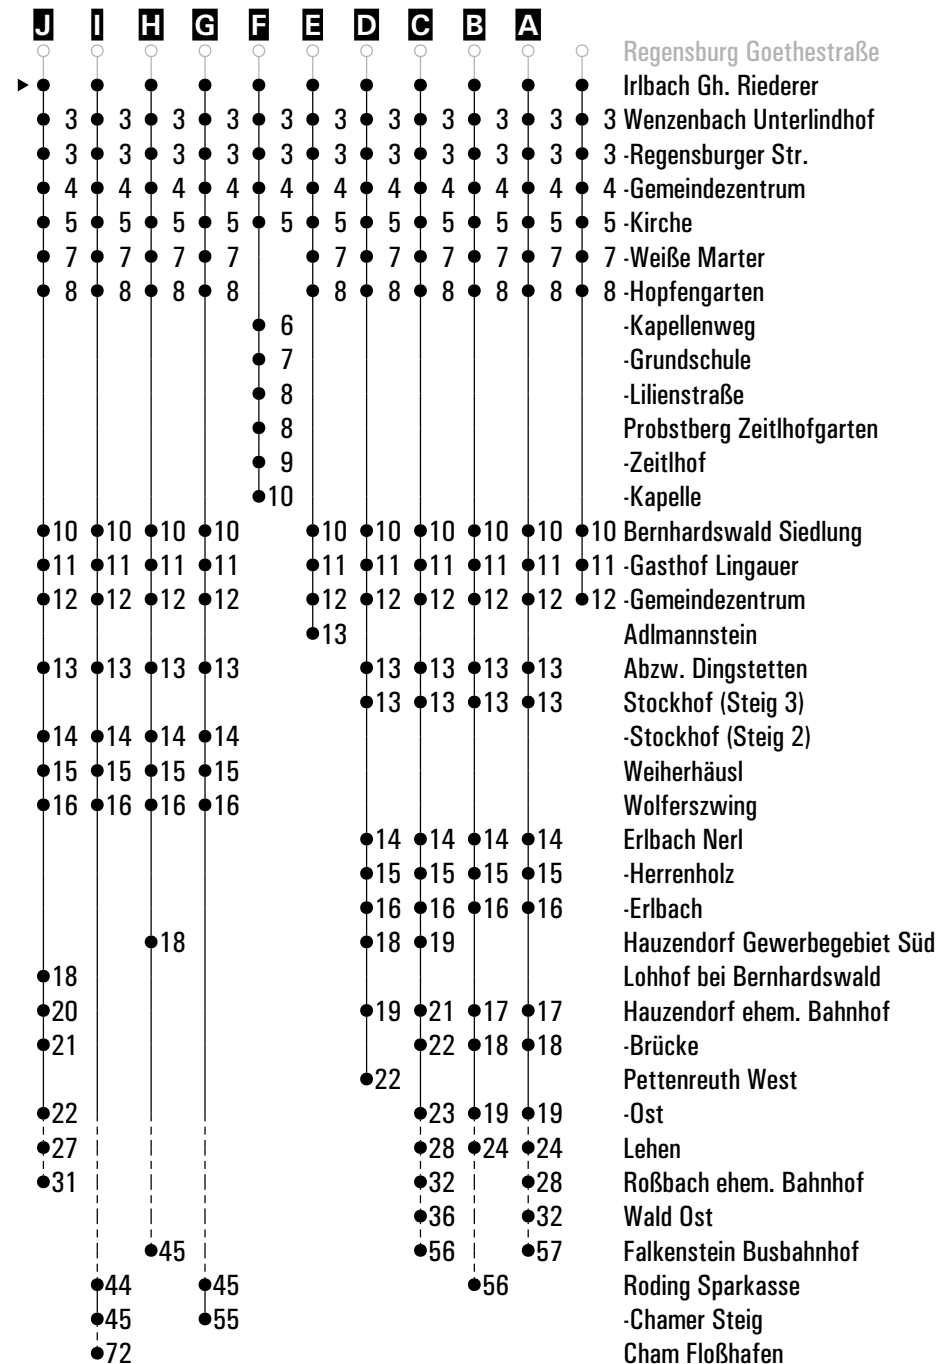 J I H G F E D C B A
Regensburg Goethestraße
Irlbach Gh. Riederer
3 3 3 3 3 3 3 3 3 3 3 Wenzenbach Unterlindhof
3 3 3 3 3 3 3 3 3 3 3 -Regensburger Str.
4 4 4 4 4 4 4 4 4 4 4 -Gemeindezentrum
5 5 5 5 5 5 5 5 5 5 5 -Kirche
7 7 7 7 7 7 7 7 7 7 -Weiße Marter
8 8 8 8 8 8 8 8 8 8 -Hopfengarten
6 -Kapellenweg
7 -Grundschule
8 -Lilienstraße
8 Probstberg Zeitlhofgarten
9 -Zeitlhof
10 -Kapelle
10 10 10 10 10 10 10 10 10 10 Bernhardswald Siedlung
11 11 11 11 11 11 11 11 11 11 -Gasthof Lingauer
12 12 12 12 12 12 12 12 12 12 -Gemeindezentrum
13 Adlmannstein
13 13 13 13 13 13 13 13 Abzw. Dingstetten
13 13 13 13 Stockhof (Steig 3)
14 14 14 14 -Stockhof (Steig 2)
15 15 15 15 Weiherhäusl
16 16 16 16 Wolferszwing
14 14 14 14 Erlbach Nerl
15 15 15 15 -Herrenholz
16 16 16 16 -Erlbach
18 18 19 Hauzendorf Gewerbegebiet Süd
18 Lohhof bei Bernhardswald
20 19 21 17 17 Hauzendorf ehem. Bahnhof
21 22 18 18 -Brücke
22 Pettenreuth West
22 23 19 19 -Ost
27 28 24 24 Lehen
31 32 28 Roßbach ehem. Bahnhof
36 32 Wald Ost
45 56 57 Falkenstein Busbahnhof
44 45 56 Roding Sparkasse
45 55 -Chamer Steig
72 Cham Floßhafen